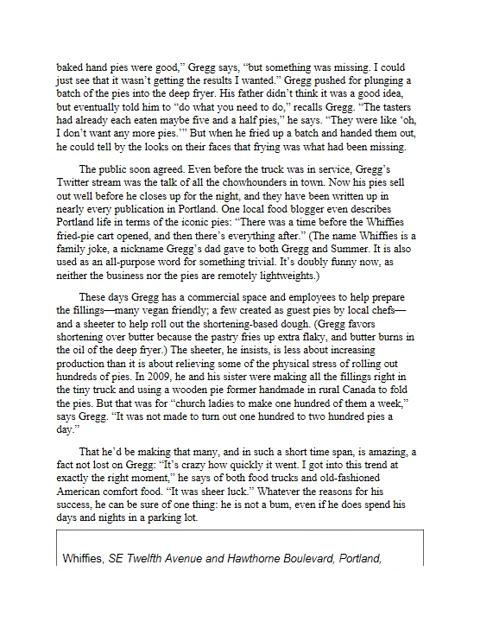 baked hand pies were good,” Gregg says, “but something was missing. I could
just see that it wasn’t getting the results I wanted.” Gregg pushed for plunging a
batch of the pies into the deep fryer. His father didn’t think it was a good idea,
but eventually told him to “do what you need to do,” recalls Gregg. “The tasters
had already each eaten maybe five and a half pies,” he says. “They were like ‘oh,
I don’t want any more pies.’” But when he fried up a batch and handed them out,
he could tell by the looks on their faces that frying was what had been missing.
The public soon agreed. Even before the truck was in service, Gregg’s
Twitter stream was the talk of all the chowhounders in town. Now his pies sell
out well before he closes up for the night, and they have been written up in
nearly every publication in Portland. One local food blogger even describes
Portland life in terms of the iconic pies: “There was a time before the Whiffies
fried-pie cart opened, and then there’s everything after.” (The name Whiffies is a
family joke, a nickname Gregg’s dad gave to both Gregg and Summer. It is also
used as an all-purpose word for something trivial. It’s doubly funny now, as
neither the business nor the pies are remotely lightweights.)
These days Gregg has a commercial space and employees to help prepare
the fillings—many vegan friendly; a few created as guest pies by local chefs—
and a sheeter to help roll out the shortening-based dough. (Gregg favors
shortening over butter because the pastry fries up extra flaky, and butter burns in
the oil of the deep fryer.) The sheeter, he insists, is less about increasing
production than it is about relieving some of the physical stress of rolling out
hundreds of pies. In 2009, he and his sister were making all the fillings right in
the tiny truck and using a wooden pie former handmade in rural Canada to fold
the pies. But that was for “church ladies to make one hundred of them a week,”
says Gregg. “It was not made to turn out one hundred to two hundred pies a
day.”
That he’d be making that many, and in such a short time span, is amazing, a
fact not lost on Gregg: “It’s crazy how quickly it went. I got into this trend at
exactly the right moment,” he says of both food trucks and old-fashioned
American comfort food. “It was sheer luck.” Whatever the reasons for his
success, he can be sure of one thing: he is not a bum, even if he does spend his
days and nights in a parking lot.
Whiffies, SE Twelfth Avenue and Hawthorne Boulevard, Portland,